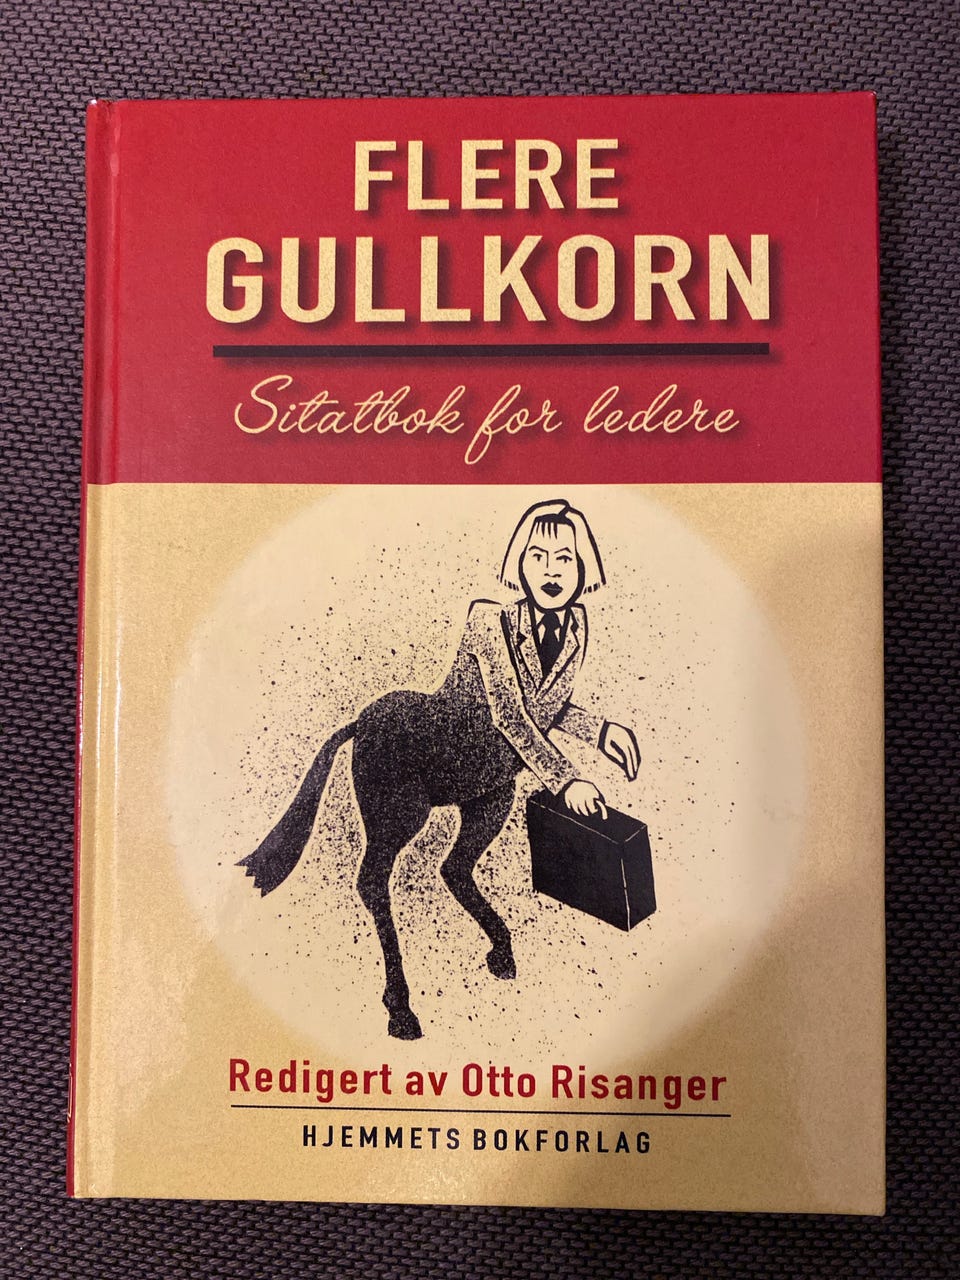 FLERE
GULLKORN
Sitatbok for ledere
Redigert av Otto Risanger
HJEMMETS BOKFORLAG